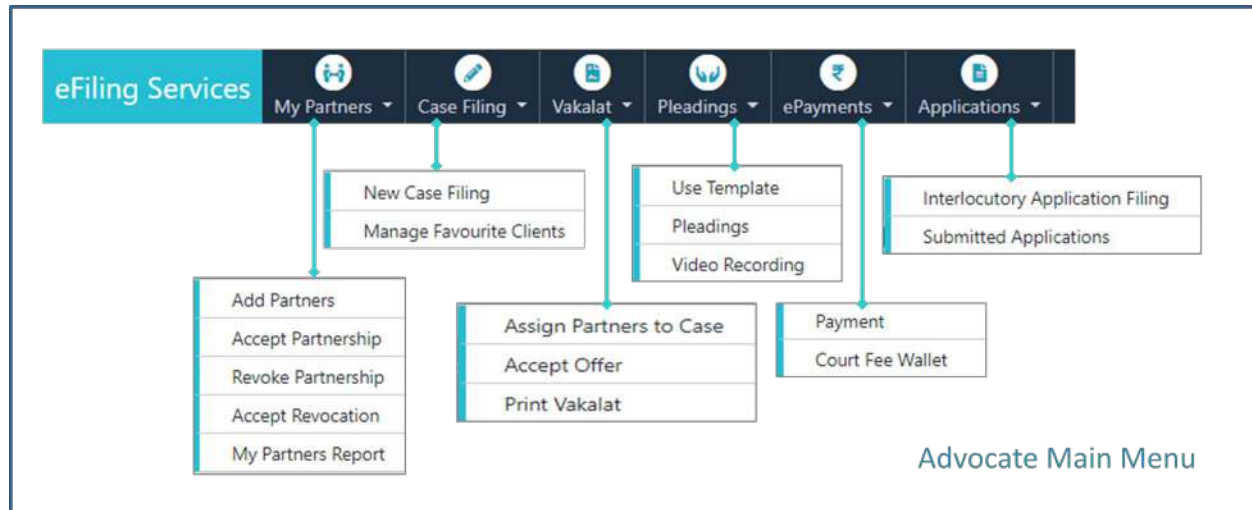 eFiling Services
My Partners
Case Filing
Vakalat
Pleadings
ePayments
Applications
New Case Filing
Manage Favourite Clients
Use Template
Pleadings
Video Recording
Interlocutory Application Filing
Submitted Applications
Add Partners
Accept Partnership
Revoke Partnership
Accept Revocation
My Partners Report
Assign Partners to Case
Accept Offer
Print Vakalat
Payment
Court Fee Wallet
Advocate Main Menu